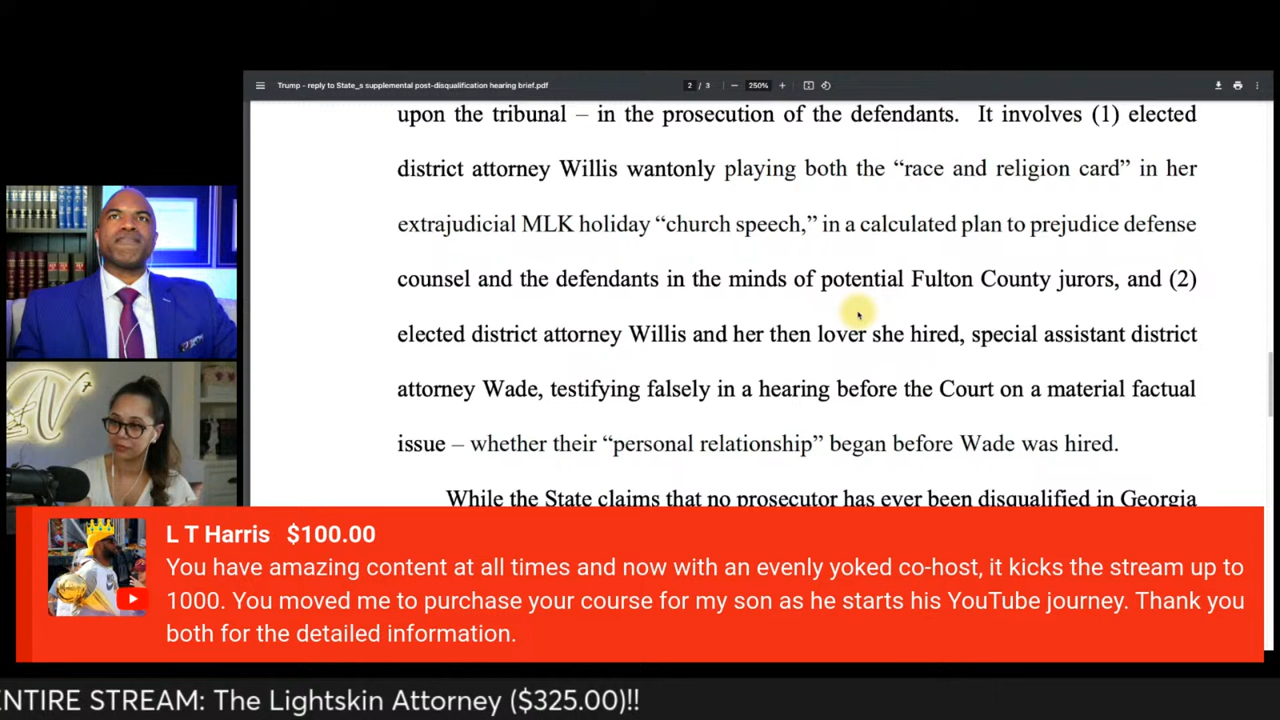 Trump - reply to State_s supplemental post-disqualification hearing brief.pdf
2 / 3
250%
upon the tribunal – in the prosecution of the defendants. It involves (1) elected
district attorney Willis wantonly playing both the “race and religion card” in her
extrajudicial MLK holiday “church speech,” in a calculated plan to prejudice defense
counsel and the defendants in the minds of potential Fulton County jurors, and (2)
elected district attorney Willis and her then lover she hired, special assistant district
attorney Wade, testifying falsely in a hearing before the Court on a material factual
issue – whether their “personal relationship” began before Wade was hired.
While the State claims that no prosecutor has ever been disqualified in Georgia
L T Harris $100.00
You have amazing content at all times and now with an evenly yoked co-host, it kicks the stream up to
1000. You moved me to purchase your course for my son as he starts his YouTube journey. Thank you
both for the detailed information.
ENTIRE STREAM: The Lightskin Attorney ($325.00)!!